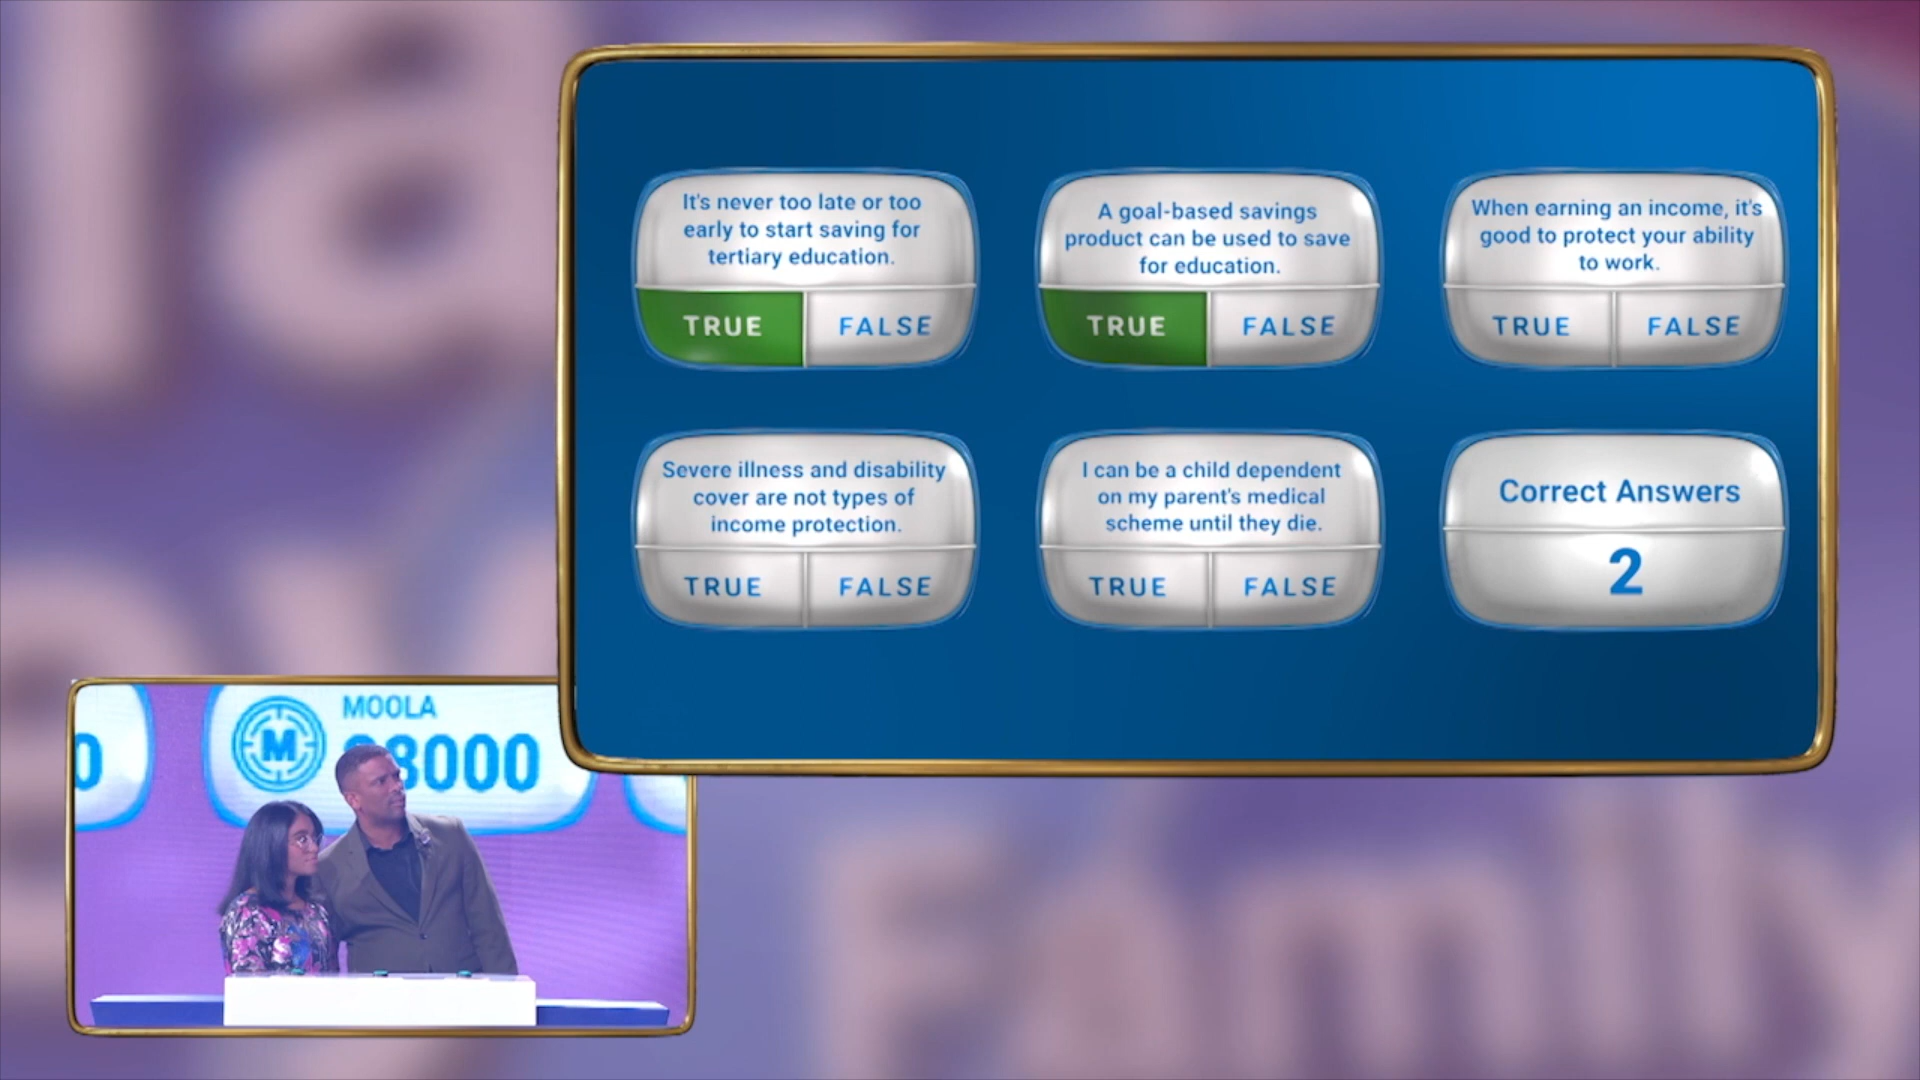 It's never too late or too
early to start saving for
tertiary education.
TRUE
FALSE
A goal-based savings
product can be used to save
for education.
TRUE
FALSE
When earning an income, it's
good to protect your ability
to work.
TRUE
FALSE
Severe illness and disability
cover are not types of
income protection.
TRUE
FALSE
I can be a child dependent
on my parent's medical
scheme until they die.
TRUE
FALSE
Correct Answers
2
0
M
MOOLA
8000
la
Family